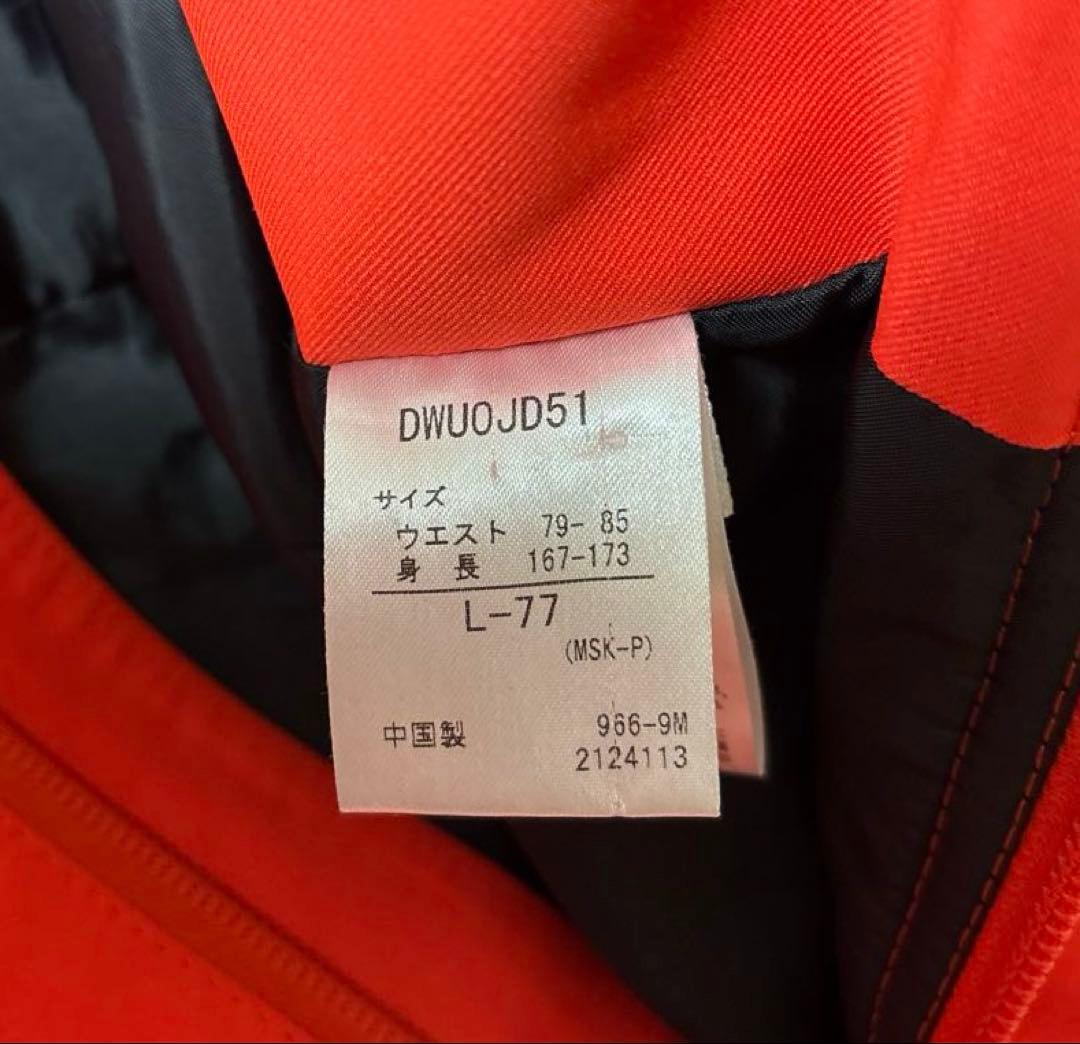 DWUOJD51
サイズ
ウエスト 79- 85
身 長 167-173
L-77
(MSK-P)
中国製 966-9M
2124113